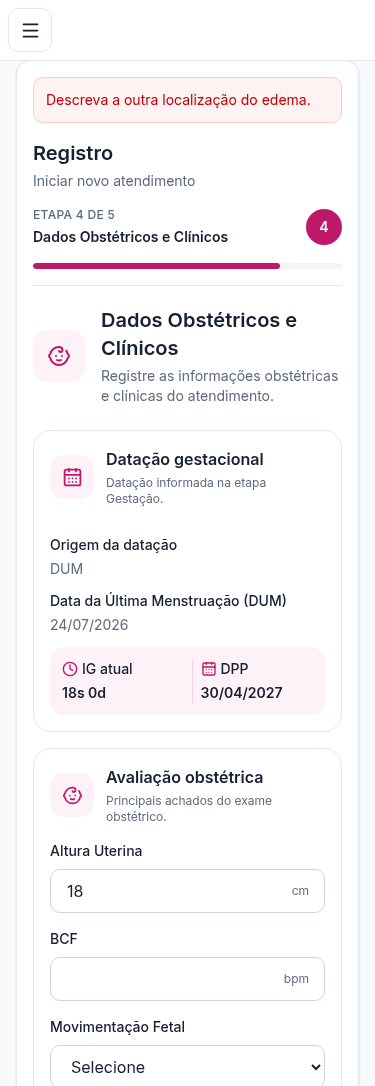 Descreva a outra localização do edema.
Registro
Iniciar novo atendimento
ETAPA 4 DE 5
Dados Obstétricos e Clínicos
4
Dados Obstétricos e
Clínicos
Registre as informações obstétricas
e clínicas do atendimento.
Datação gestacional
Datação informada na etapa
Gestação.
Origem da datação
DUM
Data da Última Menstruação (DUM)
24/07/2026
IG atual
18s 0d
DPP
30/04/2027
Avaliação obstétrica
Principais achados do exame
obstétrico.
Altura Uterina
18 cm
BCF
bpm
Movimentação Fetal
Selecione